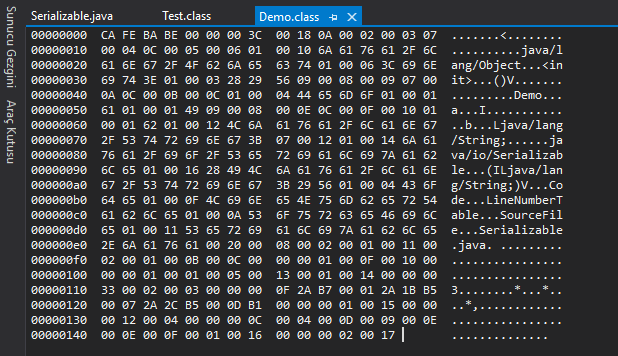 Sunucu Gezgini
Araç Kutusu
Serializable.java Test.class Demo.class
00000000 CA FE BA BE 00 00 00 3C 00 18 0A 00 02 00 03 07 .......<........
00000010 00 04 0C 00 05 00 06 01 00 10 6A 61 76 61 2F 6C ..........java/l
00000020 61 6E 67 2F 4F 62 6A 65 63 74 01 00 06 3C 69 6E ang/Object...<in
00000030 69 74 3E 01 00 03 28 29 56 09 00 08 00 09 07 00 it>...()V.......
00000040 0A 0C 00 0B 00 0C 01 00 04 44 65 6D 6F 01 00 01 .........Demo...
00000050 61 01 00 01 49 09 00 08 00 0E 0C 00 0F 00 10 01 a...I...........
00000060 00 01 62 01 00 12 4C 6A 61 76 61 2F 6C 61 6E 67 ..b...Ljava/lang
00000070 2F 53 74 72 69 6E 67 3B 07 00 12 01 00 14 6A 61 /String;......ja
00000080 76 61 2F 69 6F 2F 53 65 72 69 61 6C 69 7A 61 62 va/io/Serializab
00000090 6C 65 01 00 16 28 49 4C 6A 61 76 61 2F 6C 61 6E le...(ILjava/lan
000000a0 67 2F 53 74 72 69 6E 67 3B 29 56 01 00 04 43 6F g/String;)V...Co
000000b0 64 65 01 00 0F 4C 69 6E 65 4E 75 6D 62 65 72 54 de...LineNumberT
000000c0 61 62 6C 65 01 00 0A 53 6F 75 72 63 65 46 69 6C able...SourceFil
000000d0 65 01 00 11 53 65 72 69 61 6C 69 7A 61 62 6C 65 e...Serializable
000000e0 2E 6A 61 76 61 00 20 00 08 00 02 00 01 00 11 00 .java. .........
000000f0 02 00 01 00 0B 00 0C 00 00 00 01 00 0F 00 10 00 ................
00000100 00 00 01 00 01 00 05 00 13 00 01 00 14 00 00 00 ................
00000110 33 00 02 00 03 00 00 00 0F 2A B7 00 01 2A 1B B5 3........*...*..
00000120 00 07 2A 2C B5 00 0D B1 00 00 00 01 00 15 00 00 ..*,............
00000130 00 12 00 04 00 00 00 0C 00 04 00 0D 00 09 00 0E ................
00000140 00 0E 00 0F 00 01 00 16 00 00 00 02 00 17 ..............